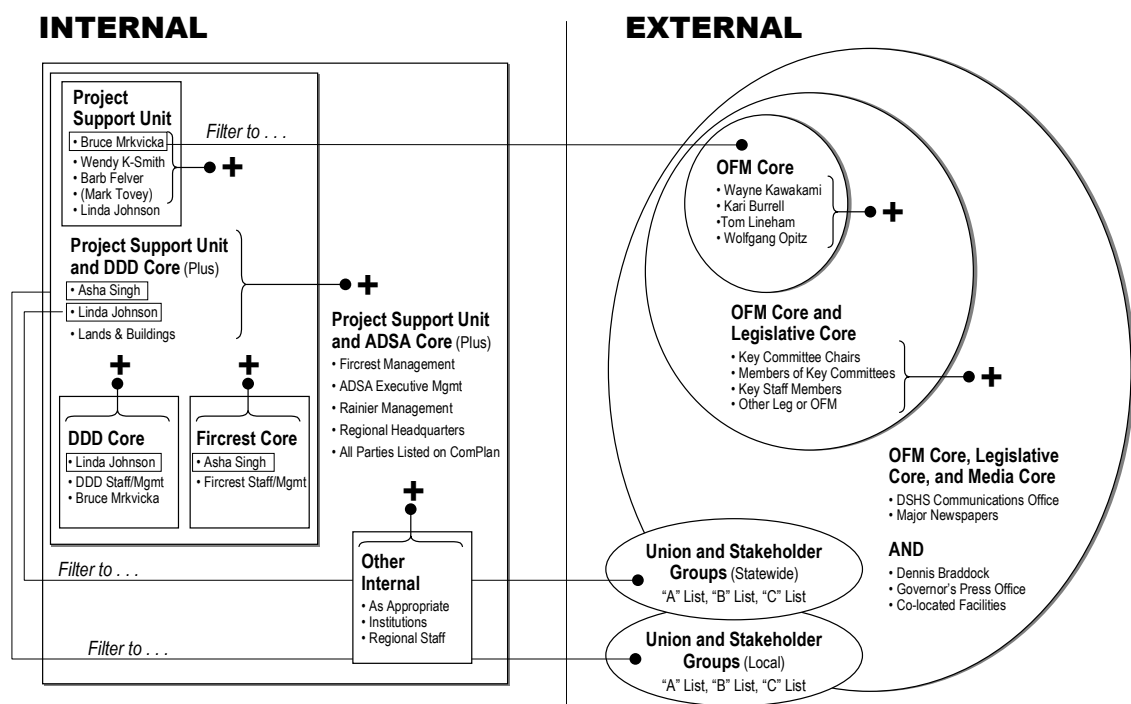 INTERNAL
Project
Support Unit
• Bruce Mrkvicka
• Wendy K-Smith
• Barb Felver
• (Mark Tovey)
• Linda Johnson
Filter to . . .
+
Project Support Unit
and DDD Core (Plus)
• Asha Singh
• Linda Johnson
• Lands & Buildings
+
+
+
DDD Core
• Linda Johnson
• DDD Staff/Mgmt
• Bruce Mrkvicka
Fircrest Core
• Asha Singh
• Fircrest Staff/Mgmt
Project Support Unit
and ADSA Core (Plus)
• Fircrest Management
• ADSA Executive Mgmt
• Rainier Management
• Regional Headquarters
• All Parties Listed on ComPlan
+
Other
Internal
• As Appropriate
• Institutions
• Regional Staff
Filter to . . .
Filter to . . .
EXTERNAL
OFM Core
• Wayne Kawakami
• Kari Burrell
•Tom Lineham
• Wolfgang Opitz
+
OFM Core and
Legislative Core
• Key Committee Chairs
• Members of Key Committees
• Key Staff Members
• Other Leg or OFM
+
OFM Core, Legislative
Core, and Media Core
• DSHS Communications Office
• Major Newspapers
AND
• Dennis Braddock
• Governor's Press Office
• Co-located Facilities
Union and Stakeholder
Groups (Statewide)
“A” List, “B” List, “C” List
Union and Stakeholder
Groups (Local)
“A” List, “B” List, “C” List